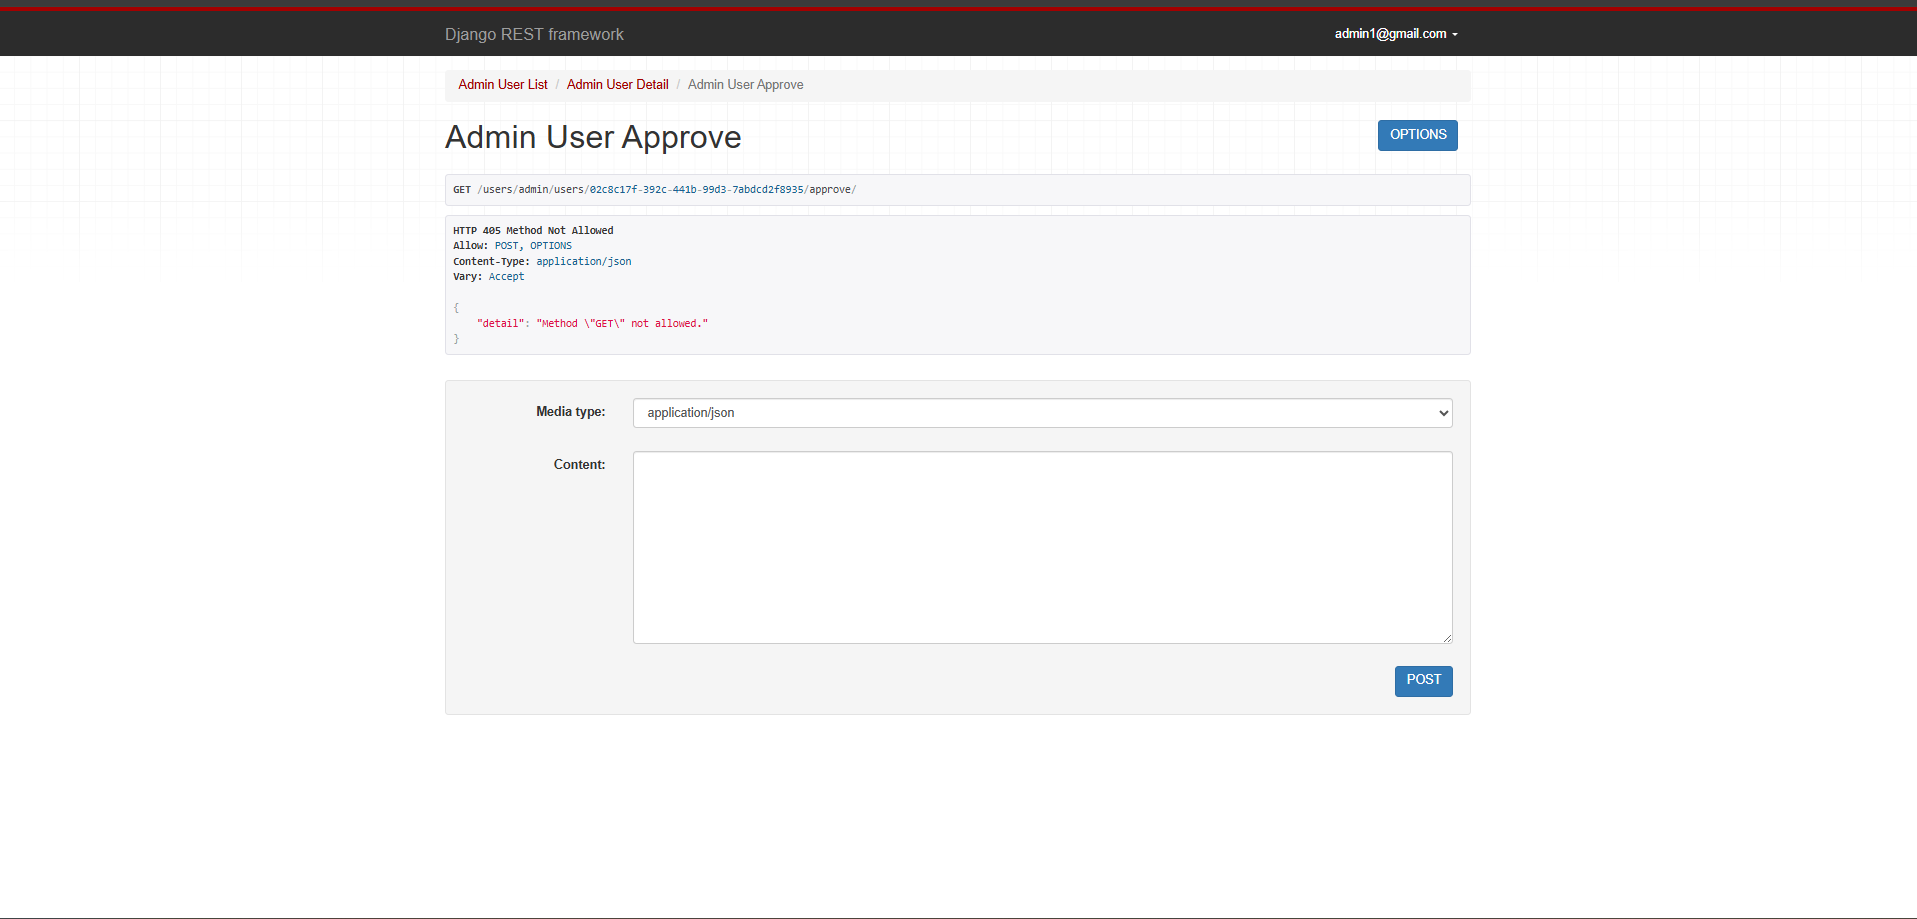 Django REST framework
admin1@gmail.com
Admin User List / Admin User Detail / Admin User Approve
Admin User Approve
OPTIONS
GET /users/admin/users/02c8c17f-392c-441b-99d3-7abdcd2f8935/approve/
HTTP 405 Method Not Allowed
Allow: POST, OPTIONS
Content-Type: application/json
Vary: Accept
{
    "detail": "Method \"GET\" not allowed."
}
Media type:
application/json
Content:
POST